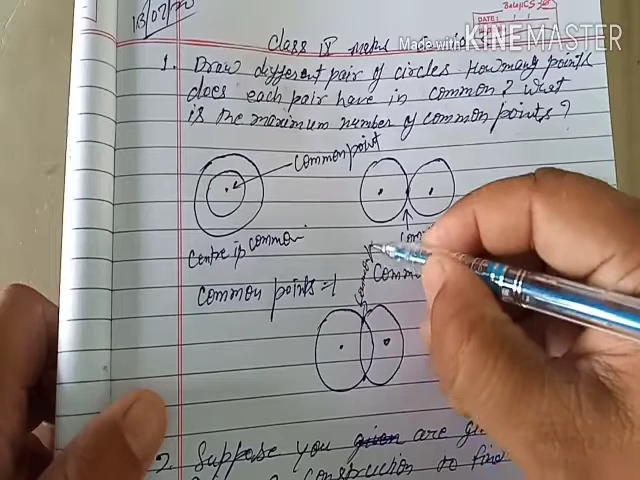 13/07/20
DATE:
Made with KINEMASTER
Class IX
1. Draw different pair of circles. How many points
does each pair have in common? What
is the maximum number of common points?
Common point
Centre is common.
Common points = 1
2. Suppose you given are
construction to find